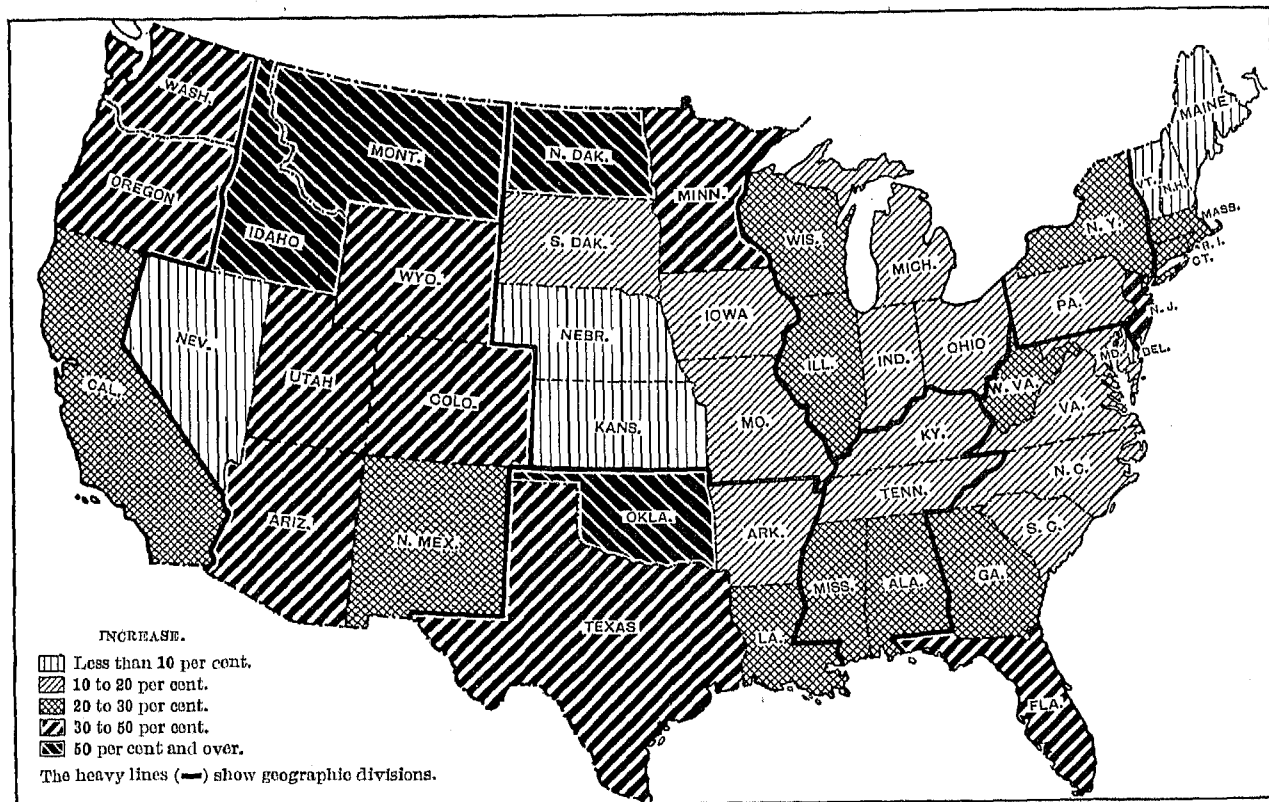 WASH.
MAINE
MONT.
N. DAK.
VT.
N.H.
MINN.
OREGON
MASS.
N. Y.
R. I.
IDAHO
S. DAK.
WIS.
CT.
MICH.
WYO.
PA.
N. J.
IOWA
NEBR.
NEV.
OHIO
IND.
MD.
DEL.
ILL.
UTAH
W. VA.
CAL.
COLO.
VA.
KANS.
MO.
KY.
N. C.
TENN.
OKLA.
ARIZ.
S. C.
ARK.
N. MEX.
GA.
MISS.
ALA.
TEXAS
LA.
FLA.
INCREASE.
Less than 10 per cent.
10 to 20 per cent.
20 to 30 per cent.
30 to 50 per cent.
50 per cent and over.
The heavy lines (━) show geographic divisions.